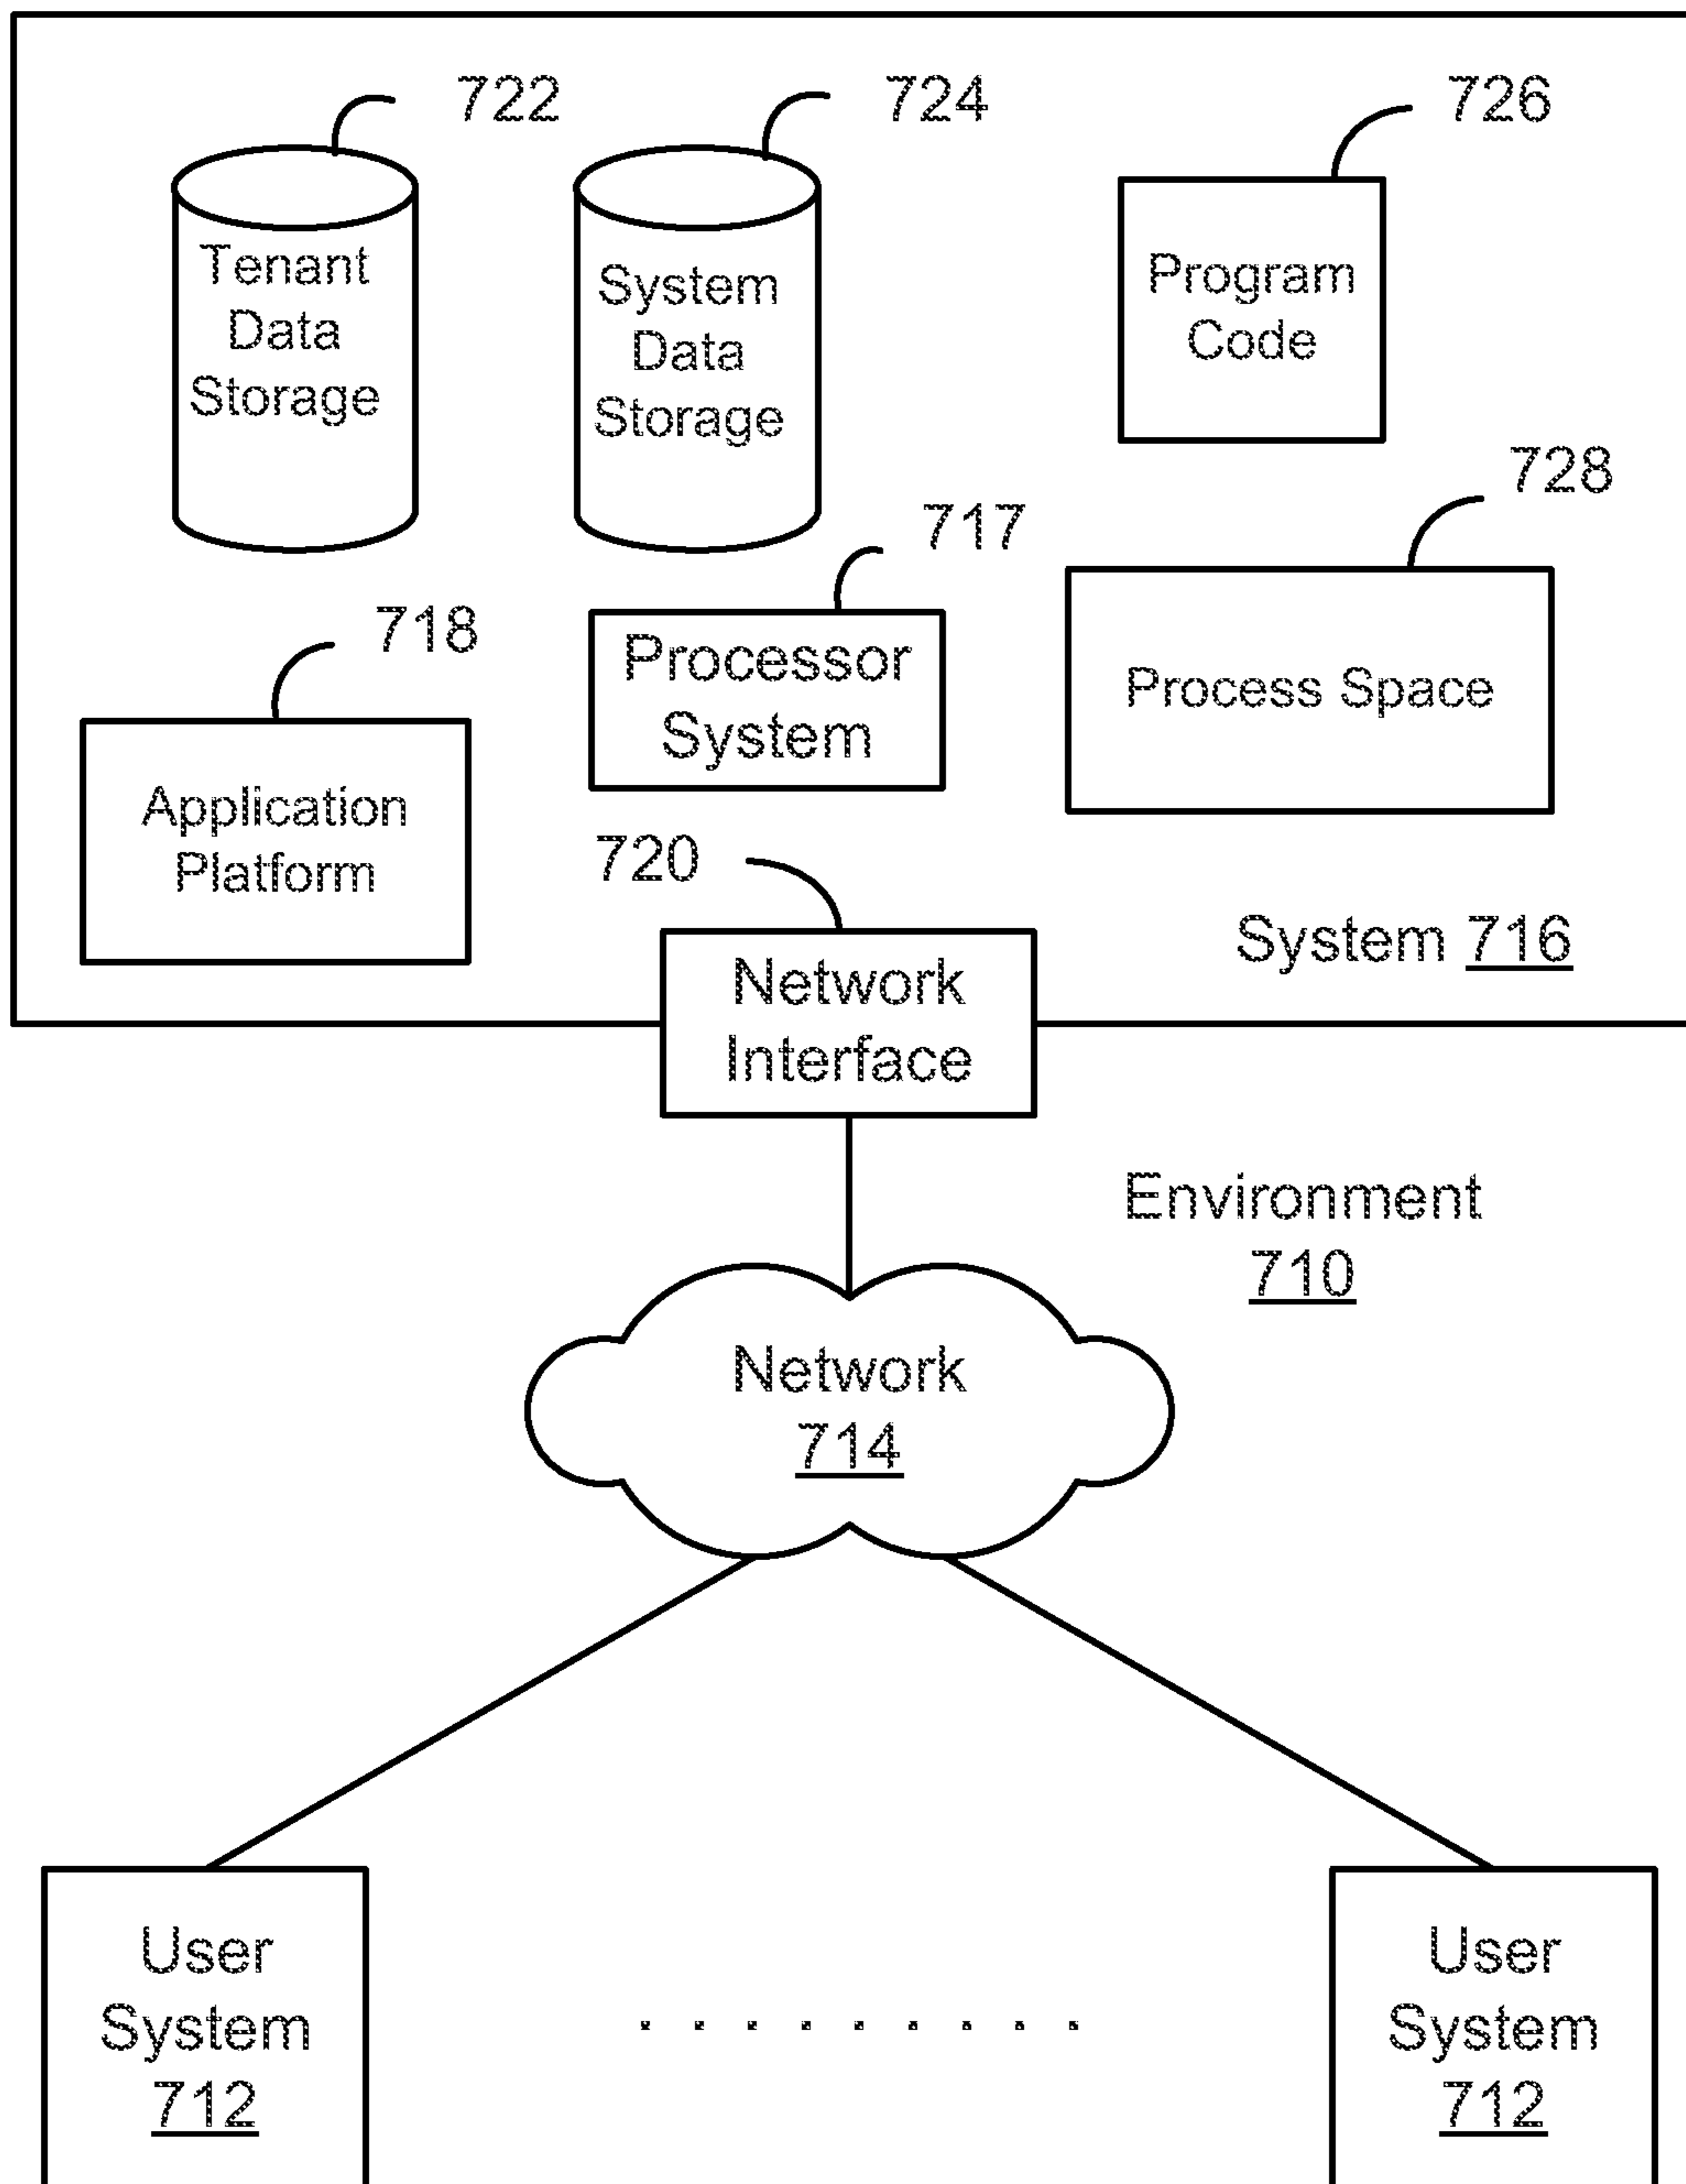 722
724
726
Tenant
Data
Storage
System
Data
Storage
Program
Code
728
717
718
Processor
System
Process Space
Application
Platform
720
System 716
Network
Interface
Environment
710
Network
714
User
System
712
User
System
712